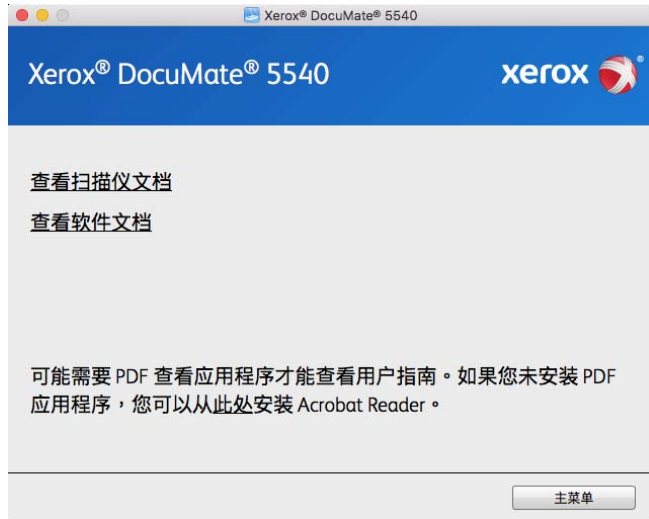 Xerox® DocuMate® 5540
Xerox® DocuMate® 5540
xerox ®
查看扫描仪文档
查看软件文档
可能需要 PDF 查看应用程序才能查看用户指南。如果您未安装 PDF
应用程序，您可以从此处安装 Acrobat Reader。
主菜单